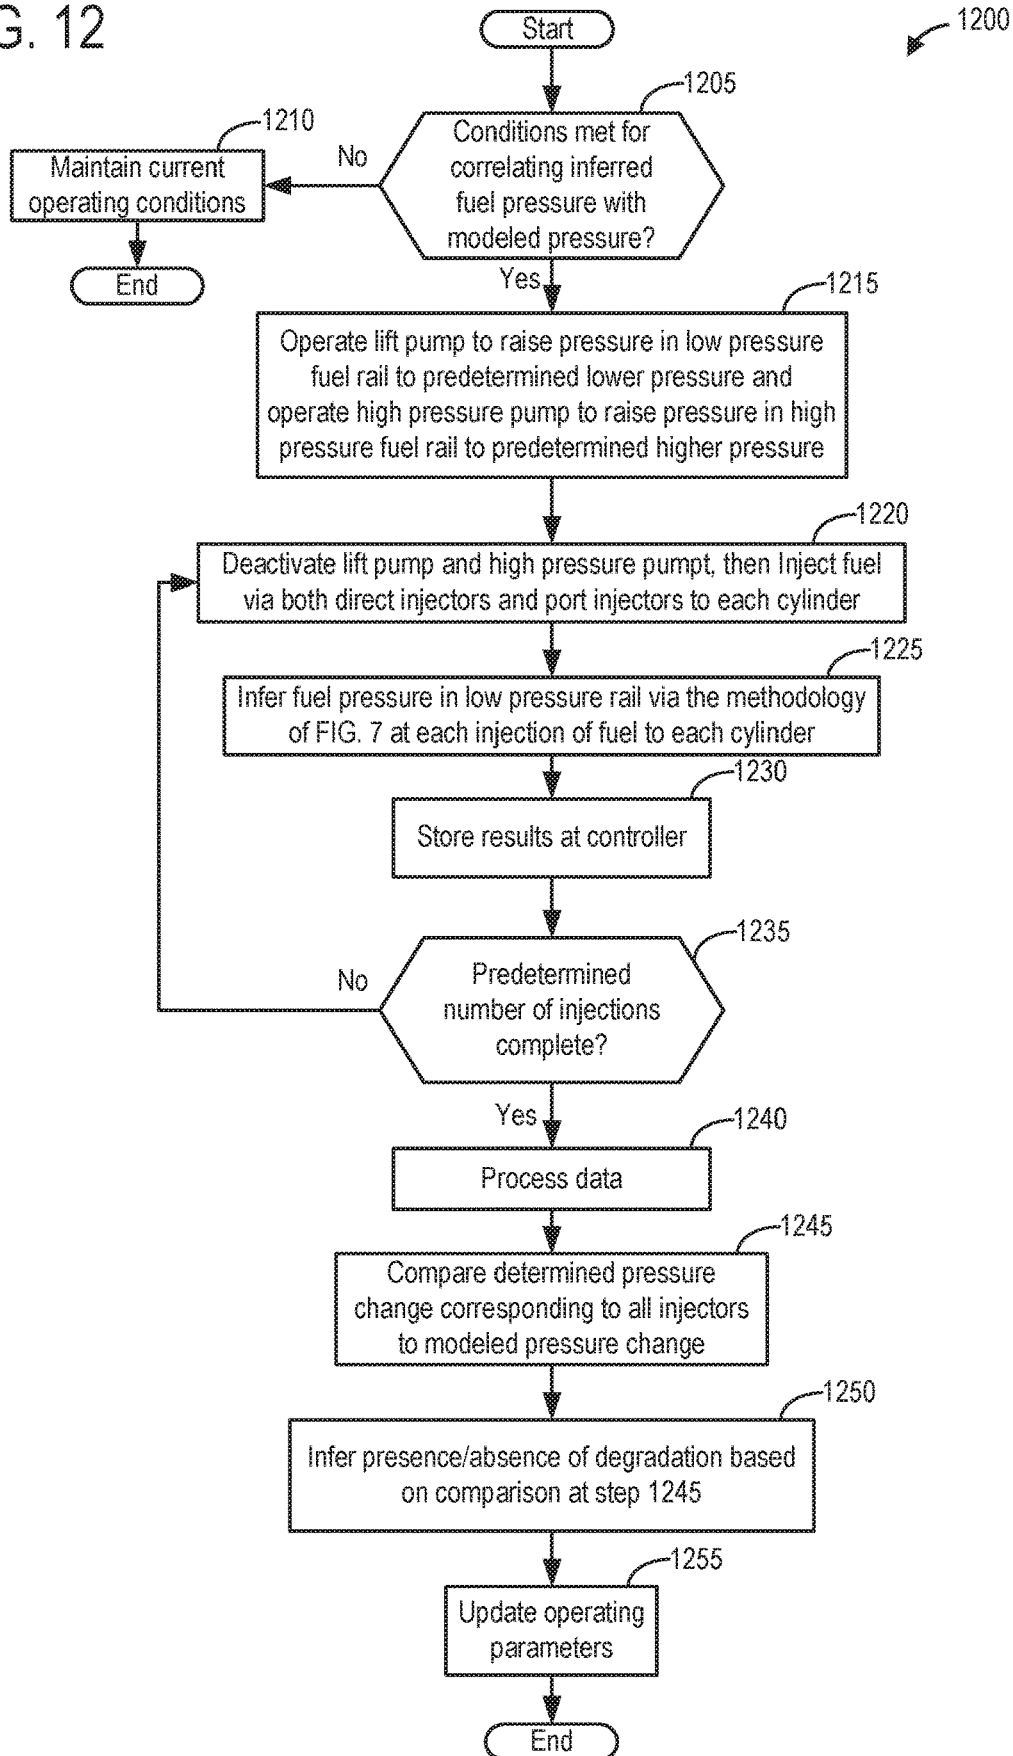 G. 12
Start
1200
1205
Conditions met for
correlating inferred
fuel pressure with
modeled pressure?
No
1210
Maintain current
operating conditions
End
Yes
1215
Operate lift pump to raise pressure in low pressure
fuel rail to predetermined lower pressure and
operate high pressure pump to raise pressure in high
pressure fuel rail to predetermined higher pressure
1220
Deactivate lift pump and high pressure pumpt, then Inject fuel
via both direct injectors and port injectors to each cylinder
1225
Infer fuel pressure in low pressure rail via the methodology
of FIG. 7 at each injection of fuel to each cylinder
1230
Store results at controller
1235
Predetermined
number of injections
complete?
No
Yes
1240
Process data
1245
Compare determined pressure
change corresponding to all injectors
to modeled pressure change
1250
Infer presence/absence of degradation based
on comparison at step 1245
1255
Update operating
parameters
End